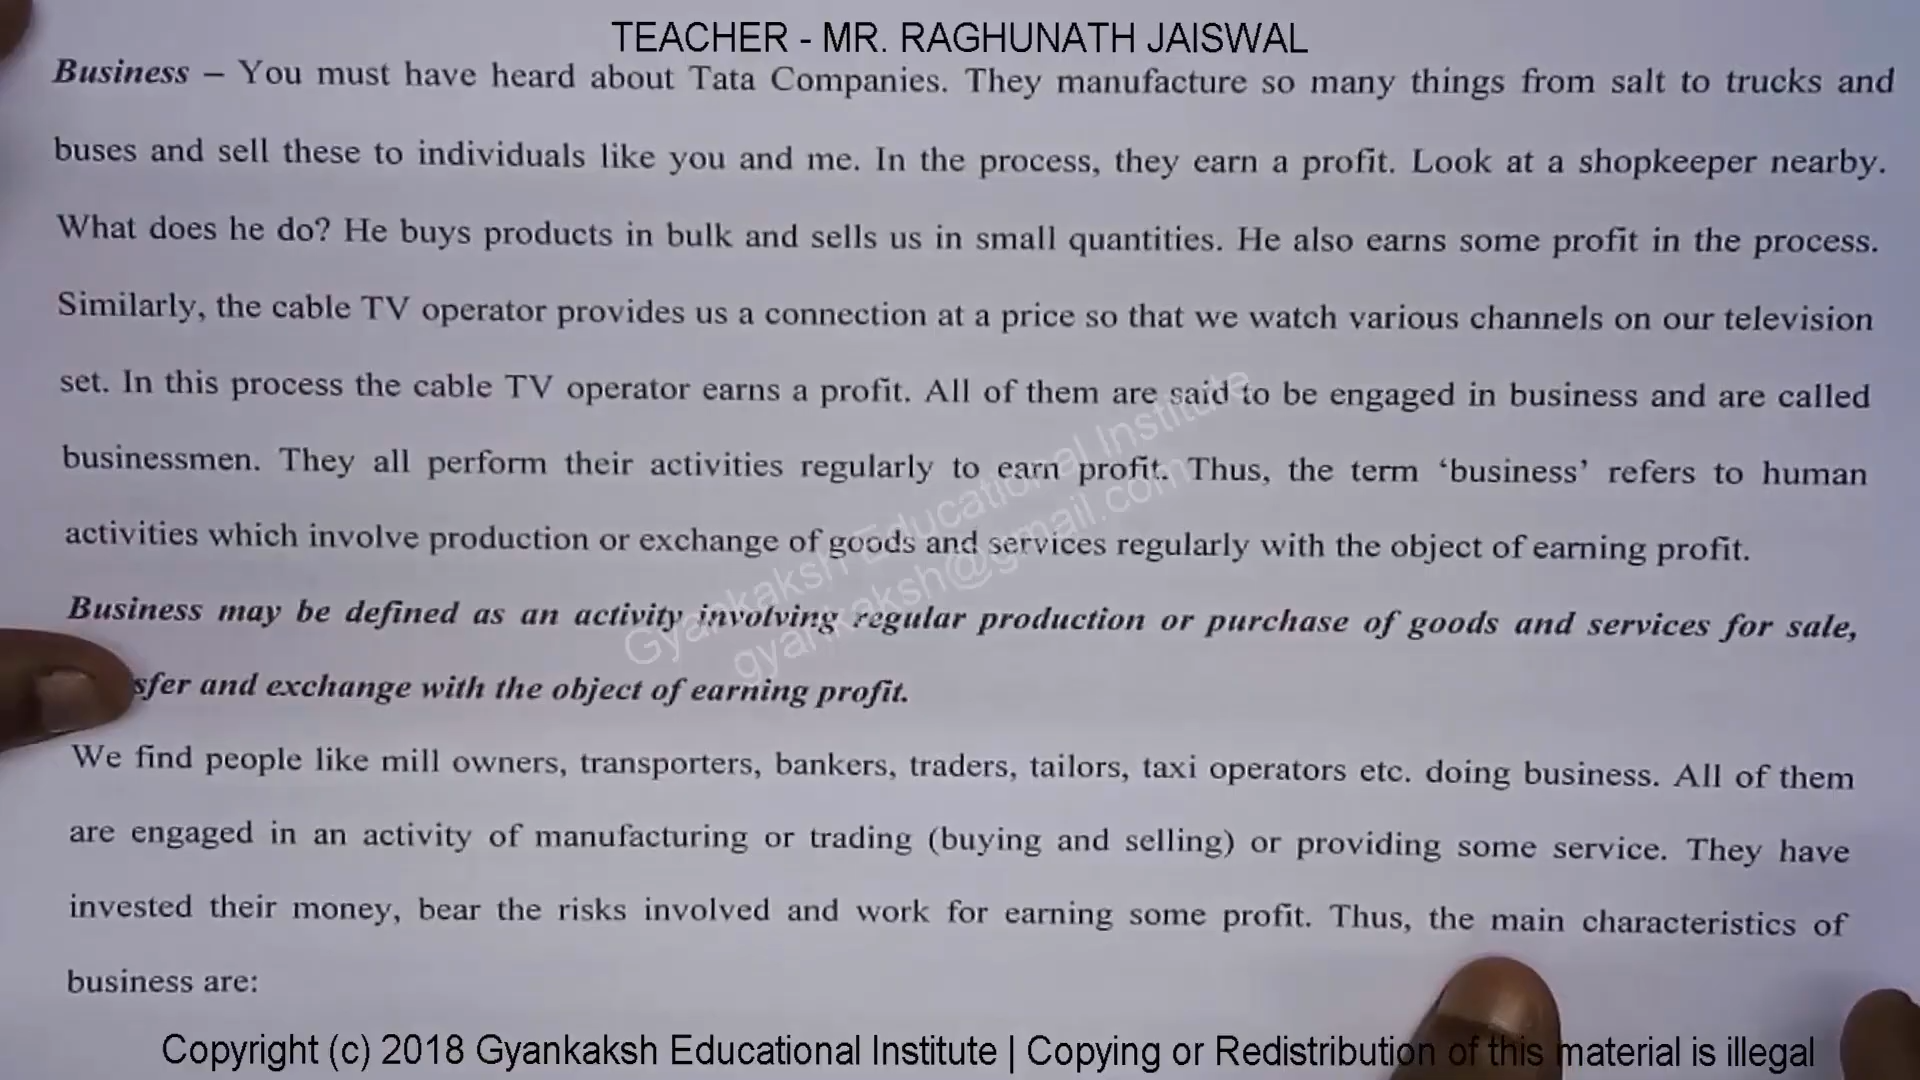 TEACHER - MR. RAGHUNATH JAISWAL
Business – You must have heard about Tata Companies. They manufacture so many things from salt to trucks and
buses and sell these to individuals like you and me. In the process, they earn a profit. Look at a shopkeeper nearby.
What does he do? He buys products in bulk and sells us in small quantities. He also earns some profit in the process.
Similarly, the cable TV operator provides us a connection at a price so that we watch various channels on our television
set. In this process the cable TV operator earns a profit. All of them are said to be engaged in business and are called
businessmen. They all perform their activities regularly to earn profit. Thus, the term ‘business’ refers to human
activities which involve production or exchange of goods and services regularly with the object of earning profit.
Business may be defined as an activity involving regular production or purchase of goods and services for sale,
sfer and exchange with the object of earning profit.
We find people like mill owners, transporters, bankers, traders, tailors, taxi operators etc. doing business. All of them
are engaged in an activity of manufacturing or trading (buying and selling) or providing some service. They have
invested their money, bear the risks involved and work for earning some profit. Thus, the main characteristics of
business are:
Gyankaksh Educational Institute
gyankaksh@gmail.com
Copyright (c) 2018 Gyankaksh Educational Institute | Copying or Redistribution of this material is illegal